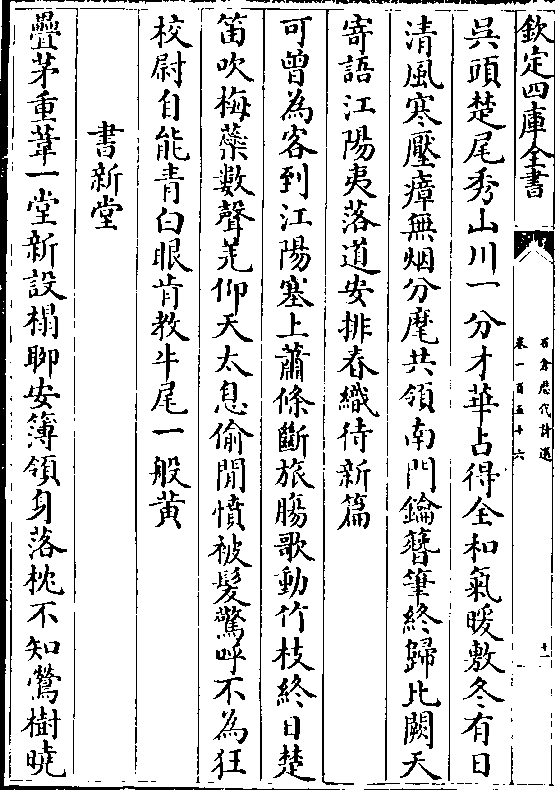 欽定四庫全書
石倉歷代詩選
卷一百五十六
十一
吳頭楚尾秀山川一分才華占得全和氣暖敷冬有日
清風寒壓瘴無烟分麾共領南門鑰簪筆終歸比闕天
寄語江陽夷落道安排春織待新篇
可曾為客到江陽塞上蕭條斷旅腸歌動竹枝終日楚
笛吹梅蘂數聲羌仰天太息偷閒憤被髪驚呼不為狂
校尉自能青白眼肯教牛尾一般黄
書新堂
疊茅重葦一堂新設榻聊安簿領身落枕不知鶯樹曉